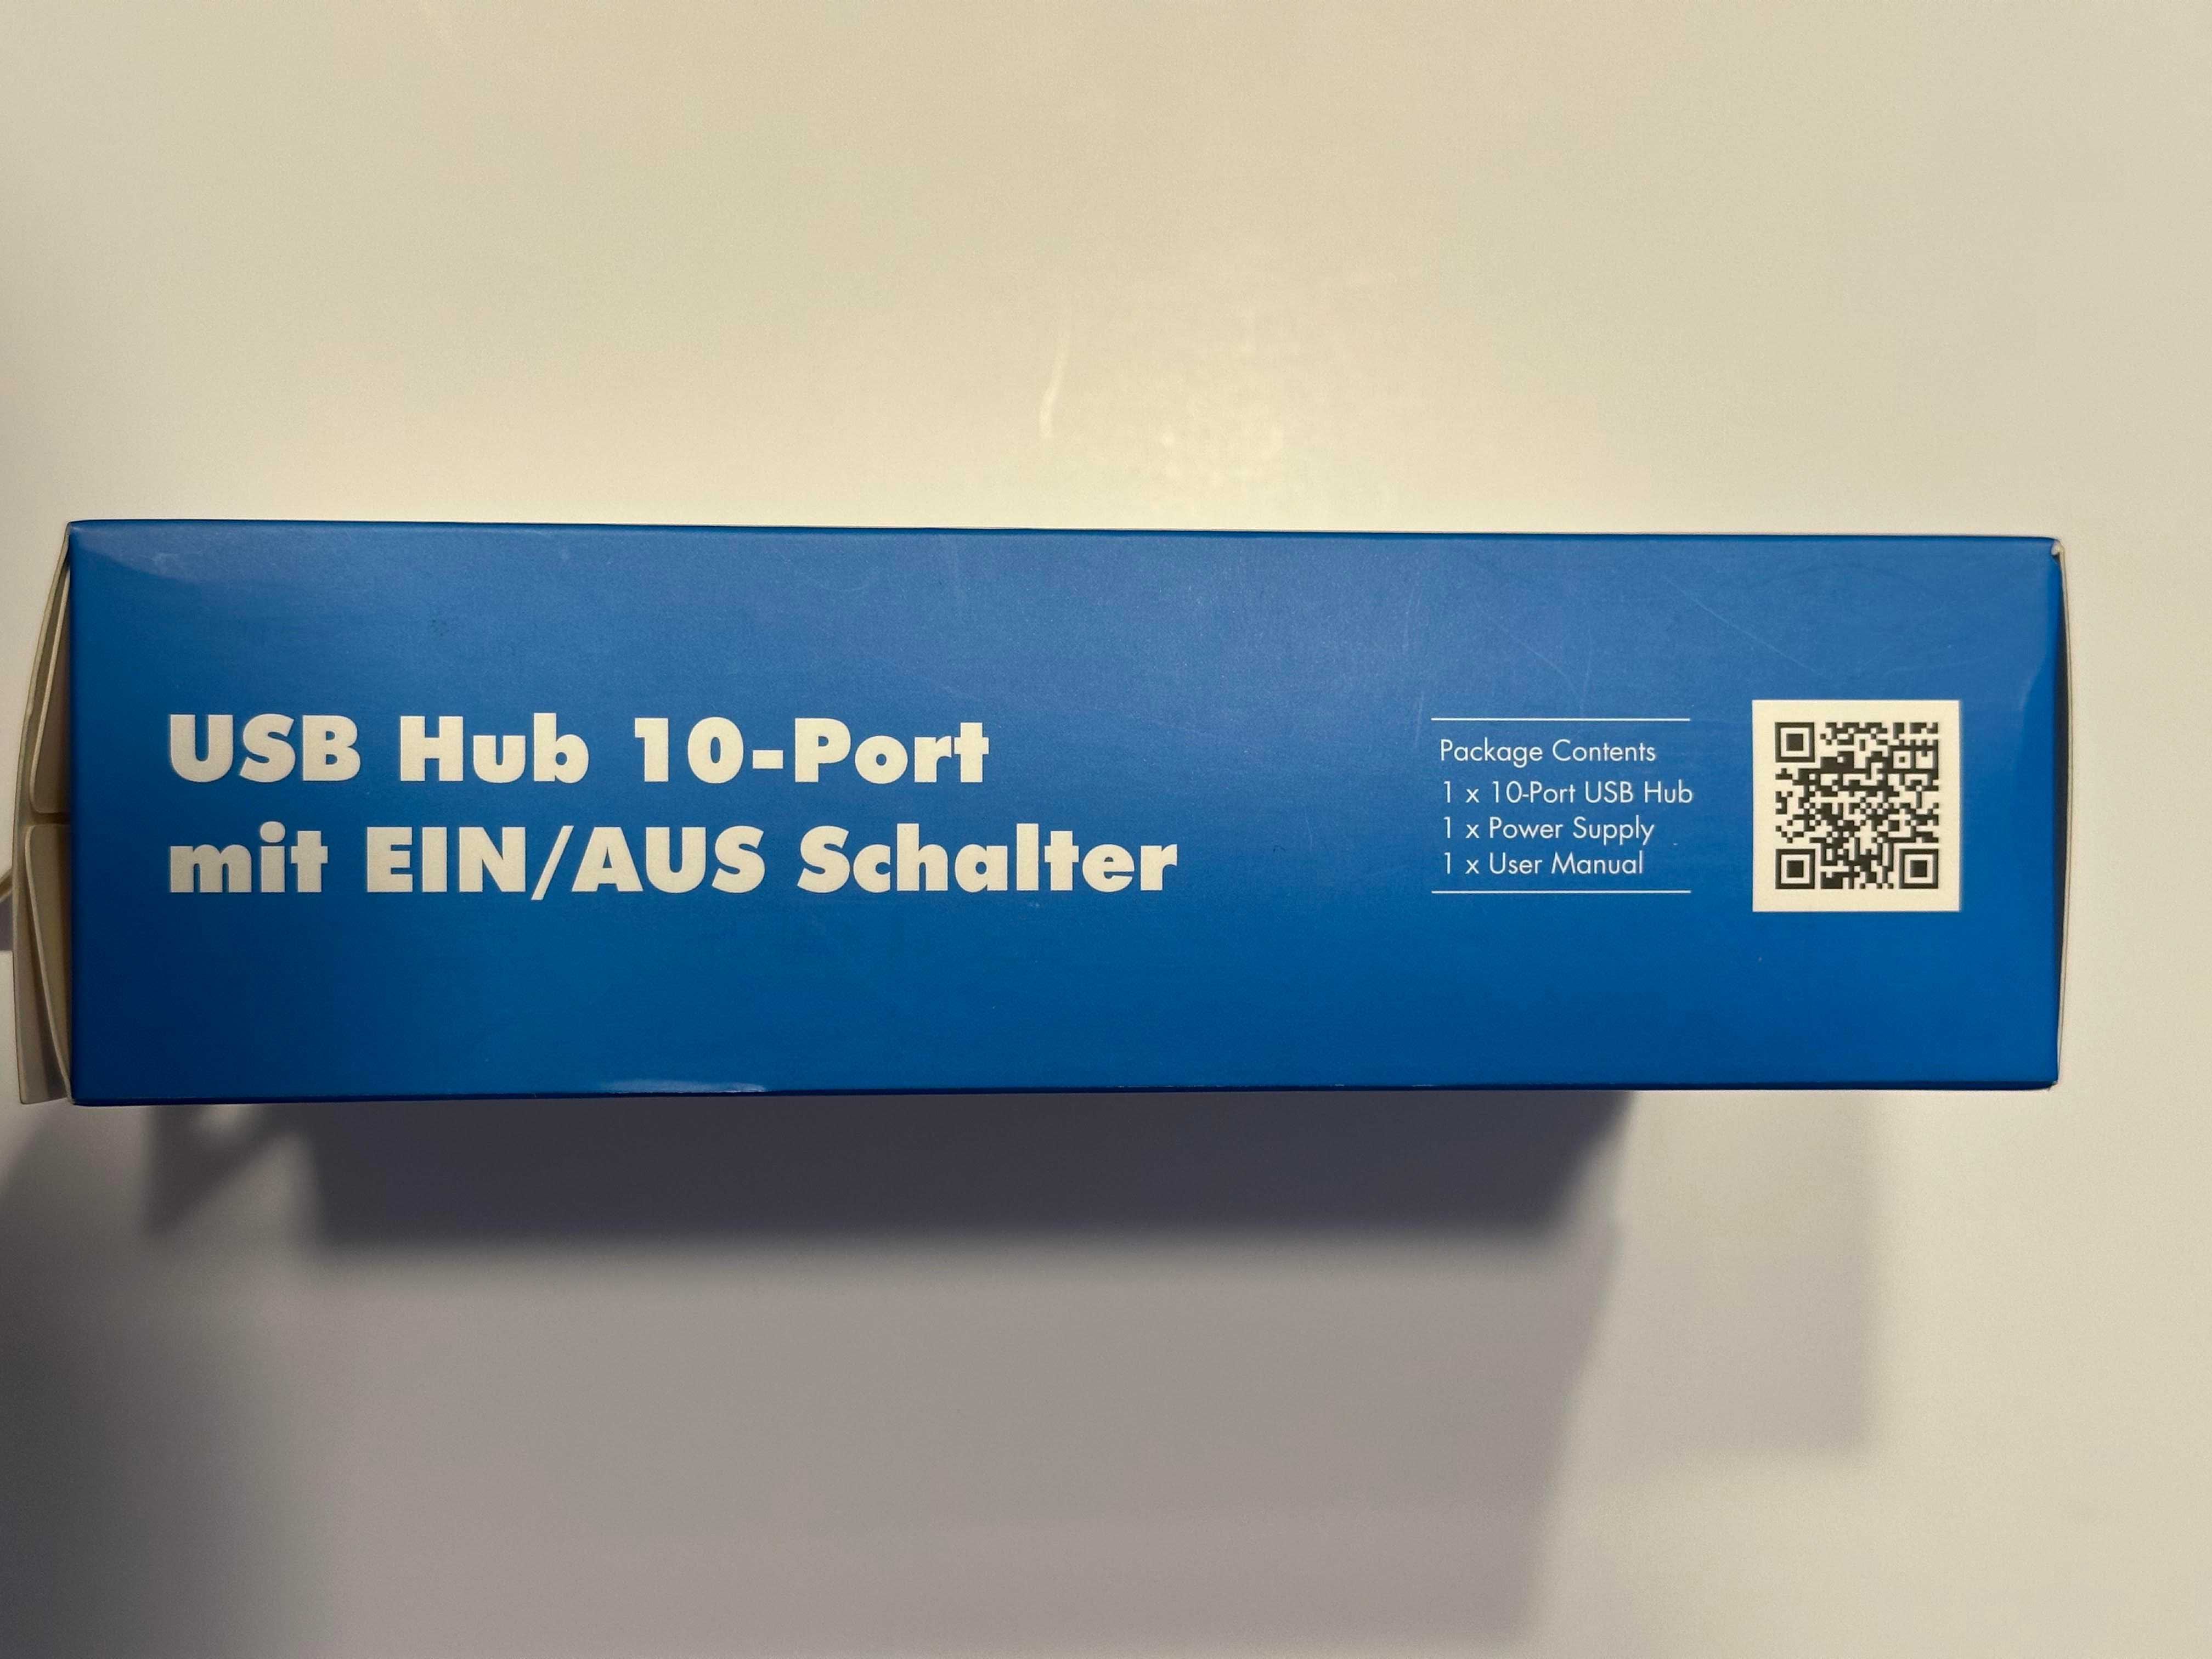 USB Hub 10-Port
mit EIN/AUS Schalter
Package Contents
1 x 10-Port USB Hub
1 x Power Supply
1 x User Manual